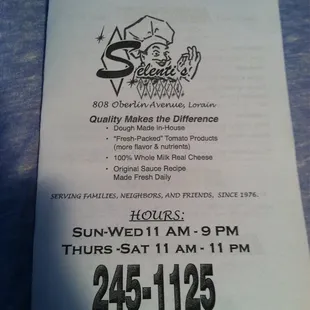 Selenti's
808 Oberlin Avenue, Lorain
Quality Makes the Difference
• Dough Made in-House
• "Fresh-Packed" Tomato Products
(more flavor & nutrients)
• 100% Whole Milk Real Cheese
• Original Sauce Recipe
Made Fresh Daily
SERVING FAMILIES, NEIGHBORS, AND FRIENDS, SINCE 1976.
HOURS:
SUN-WED 11 AM - 9 PM
THURS -SAT 11 AM - 11 PM
245-1125